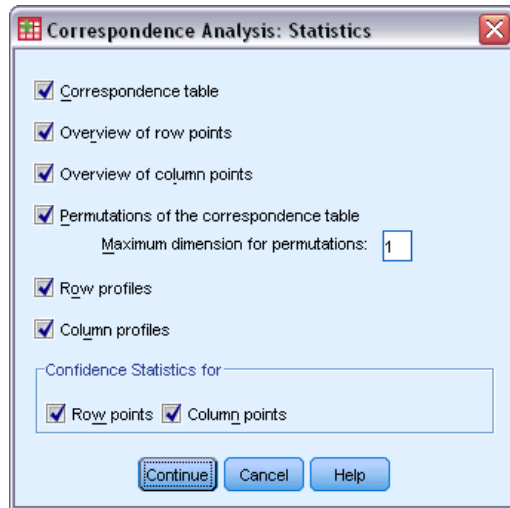 Correspondence Analysis: Statistics
Correspondence table
Overview of row points
Overview of column points
Permutations of the correspondence table
Maximum dimension for permutations: 1
Row profiles
Column profiles
Confidence Statistics for
Row points Column points
Continue Cancel Help